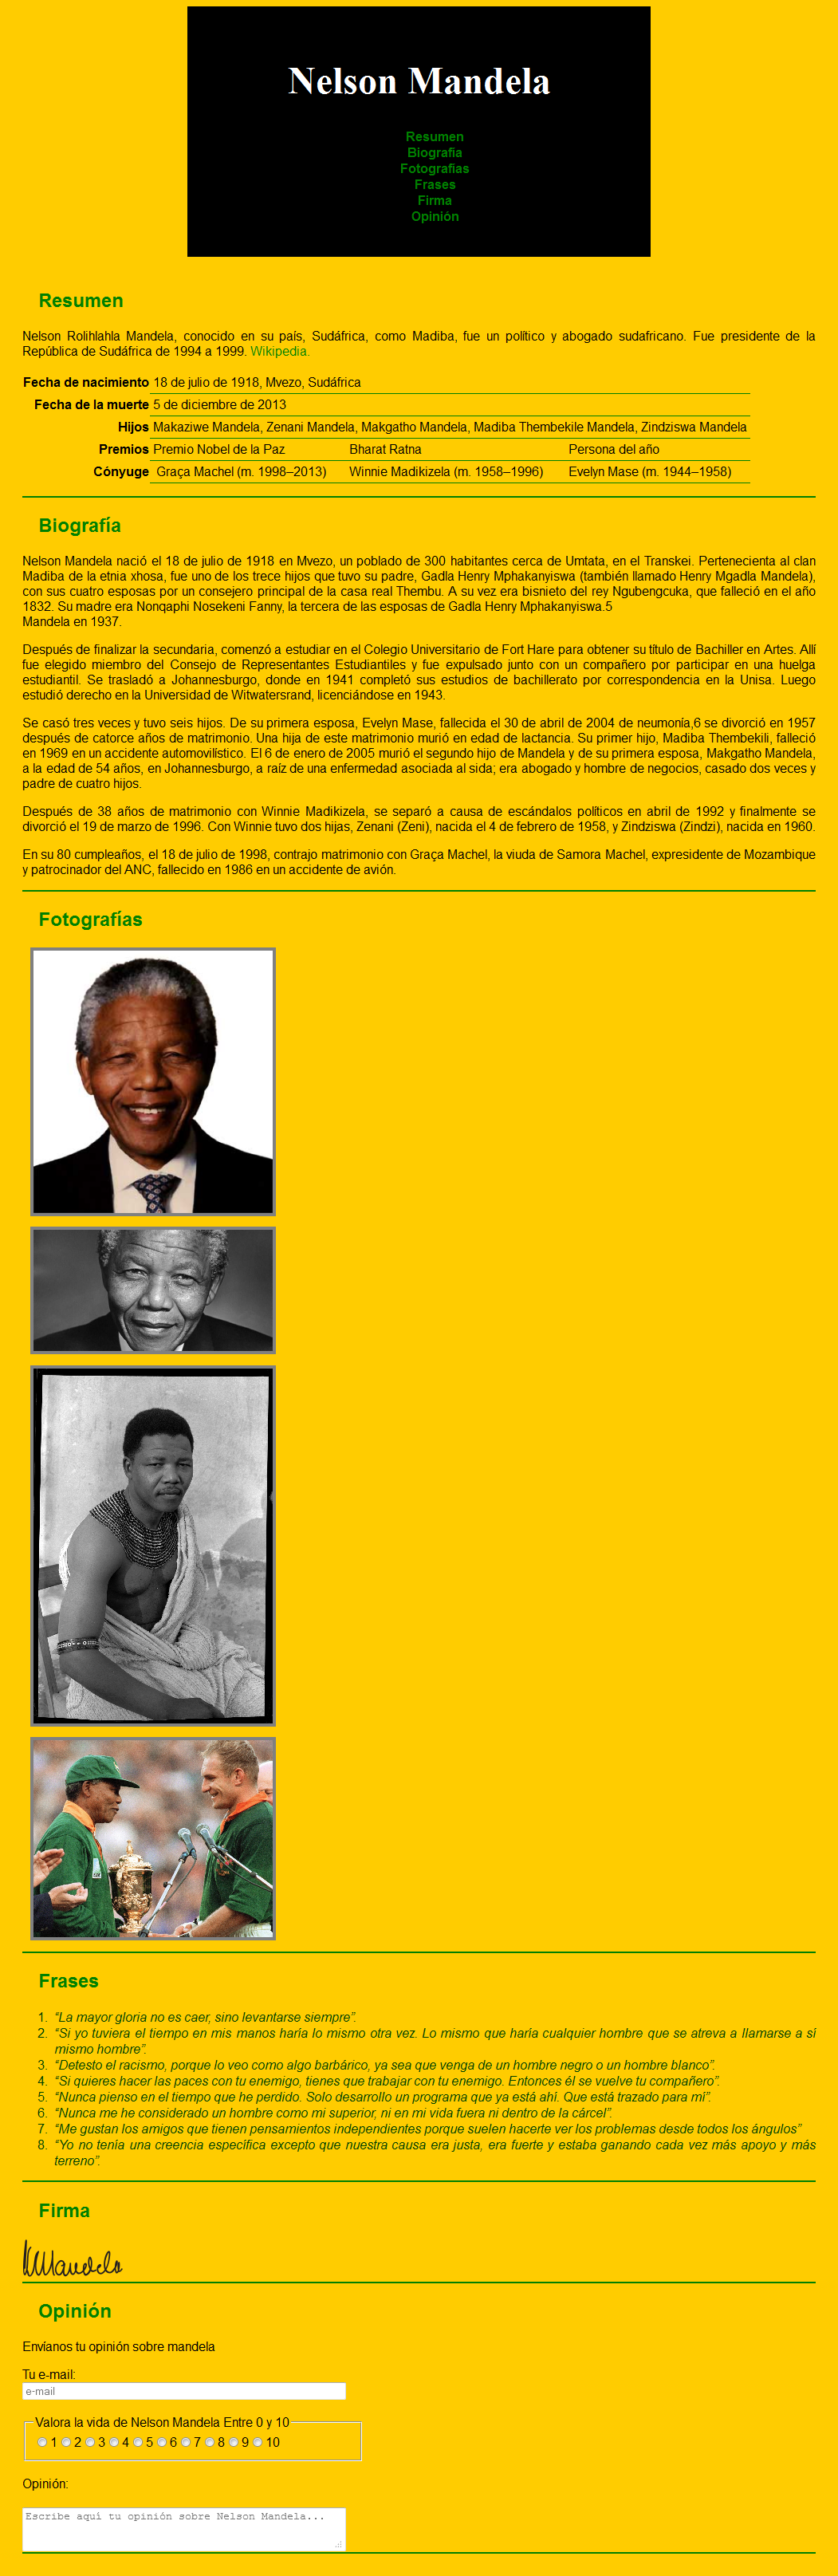 Nelson Mandela
Resumen
Biografía
Fotografías
Frases
Firma
Opinión
Resumen
Nelson Rolihlahla Mandela, conocido en su país, Sudáfrica, como Madiba, fue un político y abogado sudafricano. Fue presidente de la
República de Sudáfrica de 1994 a 1999. Wikipedia.
Fecha de nacimiento 18 de julio de 1918, Mvezo, Sudáfrica
Fecha de la muerte 5 de diciembre de 2013
Hijos Makaziwe Mandela, Zenani Mandela, Makgatho Mandela, Madiba Thembekile Mandela, Zindziswa Mandela
Premios Premio Nobel de la Paz Bharat Ratna Persona del año
Cónyuge Graça Machel (m. 1998–2013) Winnie Madikizela (m. 1958–1996) Evelyn Mase (m. 1944–1958)
Biografía
Nelson Mandela nació el 18 de julio de 1918 en Mvezo, un poblado de 300 habitantes cerca de Umtata, en el Transkei. Pertenecienta al clan
Madiba de la etnia xhosa, fue uno de los trece hijos que tuvo su padre, Gadla Henry Mphakanyiswa (también llamado Henry Mgadla Mandela),
con sus cuatro esposas por un consejero principal de la casa real Thembu. A su vez era bisnieto del rey Ngubengcuka, que falleció en el año
1832. Su madre era Nonqaphi Nosekeni Fanny, la tercera de las esposas de Gadla Henry Mphakanyiswa.5
Mandela en 1937.
Después de finalizar la secundaria, comenzó a estudiar en el Colegio Universitario de Fort Hare para obtener su título de Bachiller en Artes. Allí
fue elegido miembro del Consejo de Representantes Estudiantiles y fue expulsado junto con un compañero por participar en una huelga
estudiantil. Se trasladó a Johannesburgo, donde en 1941 completó sus estudios de bachillerato por correspondencia en la Unisa. Luego
estudió derecho en la Universidad de Witwatersrand, licenciándose en 1943.
Se casó tres veces y tuvo seis hijos. De su primera esposa, Evelyn Mase, fallecida el 30 de abril de 2004 de neumonía,6 se divorció en 1957
después de catorce años de matrimonio. Una hija de este matrimonio murió en edad de lactancia. Su primer hijo, Madiba Thembekili, falleció
en 1969 en un accidente automovilístico. El 6 de enero de 2005 murió el segundo hijo de Mandela y de su primera esposa, Makgatho Mandela,
a la edad de 54 años, en Johannesburgo, a raíz de una enfermedad asociada al sida; era abogado y hombre de negocios, casado dos veces y
padre de cuatro hijos.
Después de 38 años de matrimonio con Winnie Madikizela, se separó a causa de escándalos políticos en abril de 1992 y finalmente se
divorció el 19 de marzo de 1996. Con Winnie tuvo dos hijas, Zenani (Zeni), nacida el 4 de febrero de 1958, y Zindziswa (Zindzi), nacida en 1960.
En su 80 cumpleaños, el 18 de julio de 1998, contrajo matrimonio con Graça Machel, la viuda de Samora Machel, expresidente de Mozambique
y patrocinador del ANC, fallecido en 1986 en un accidente de avión.
Fotografías
Frases
1. “La mayor gloria no es caer, sino levantarse siempre”.
2. “Si yo tuviera el tiempo en mis manos haría lo mismo otra vez. Lo mismo que haría cualquier hombre que se atreva a llamarse a sí
mismo hombre”.
3. “Detesto el racismo, porque lo veo como algo barbárico, ya sea que venga de un hombre negro o un hombre blanco”.
4. “Si quieres hacer las paces con tu enemigo, tienes que trabajar con tu enemigo. Entonces él se vuelve tu compañero”.
5. “Nunca pienso en el tiempo que he perdido. Solo desarrollo un programa que ya está ahí. Que está trazado para mí”.
6. “Nunca me he considerado un hombre como mi superior, ni en mi vida fuera ni dentro de la cárcel”.
7. “Me gustan los amigos que tienen pensamientos independientes porque suelen hacerte ver los problemas desde todos los ángulos”
8. “Yo no tenía una creencia específica excepto que nuestra causa era justa, era fuerte y estaba ganando cada vez más apoyo y más
terreno”.
Firma
Mandela
Opinión
Envíanos tu opinión sobre mandela
Tu e-mail:
e-mail
Valora la vida de Nelson Mandela Entre 0 y 10
1 2 3 4 5 6 7 8 9 10
Opinión:
Escribe aquí tu opinión sobre Nelson Mandela...